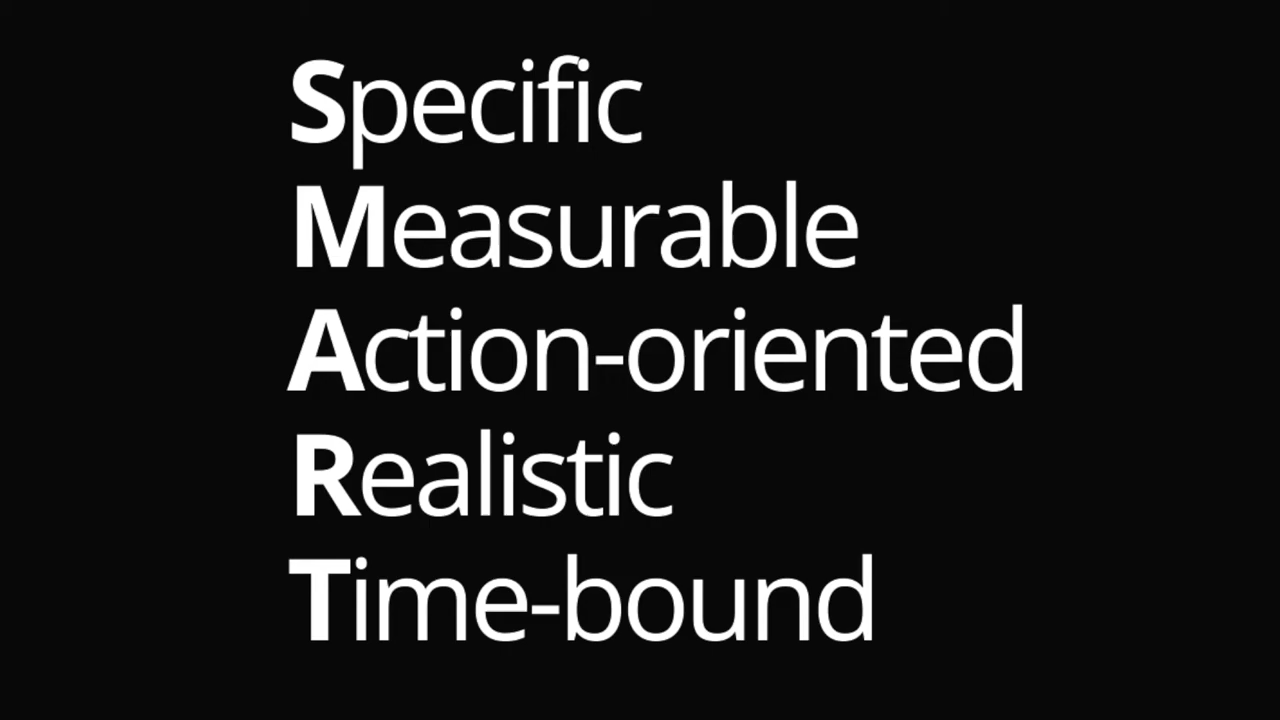 Specific
Measurable
Action-oriented
Realistic
Time-bound